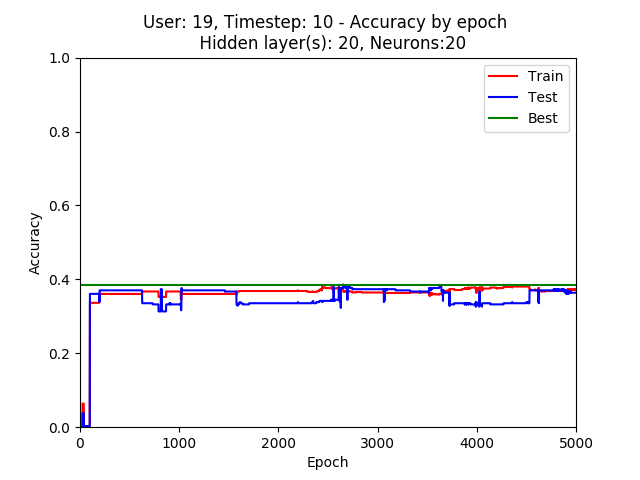 User: 19, Timestep: 10 - Accuracy by epoch
Hidden layer(s): 20, Neurons:20
1.0
0.8
0.6
0.4
0.2
0.0
Accuracy
Train
Test
Best
0 1000 2000 3000 4000 5000
Epoch